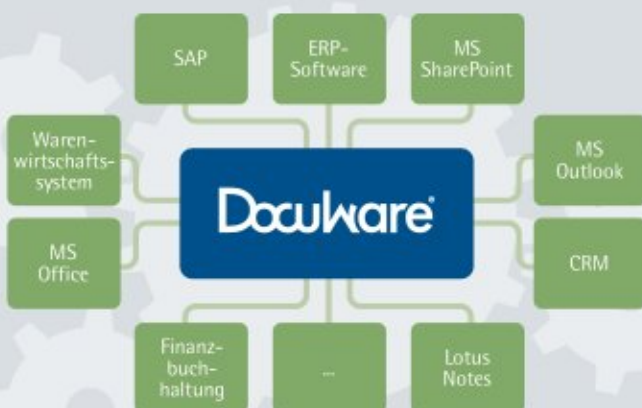 SAP
ERP-
Software
MS
SharePoint
Waren-
wirtschafts-
system
DocuWare®
MS
Outlook
MS
Office
CRM
Finanz-
buch-
haltung
...
Lotus
Notes